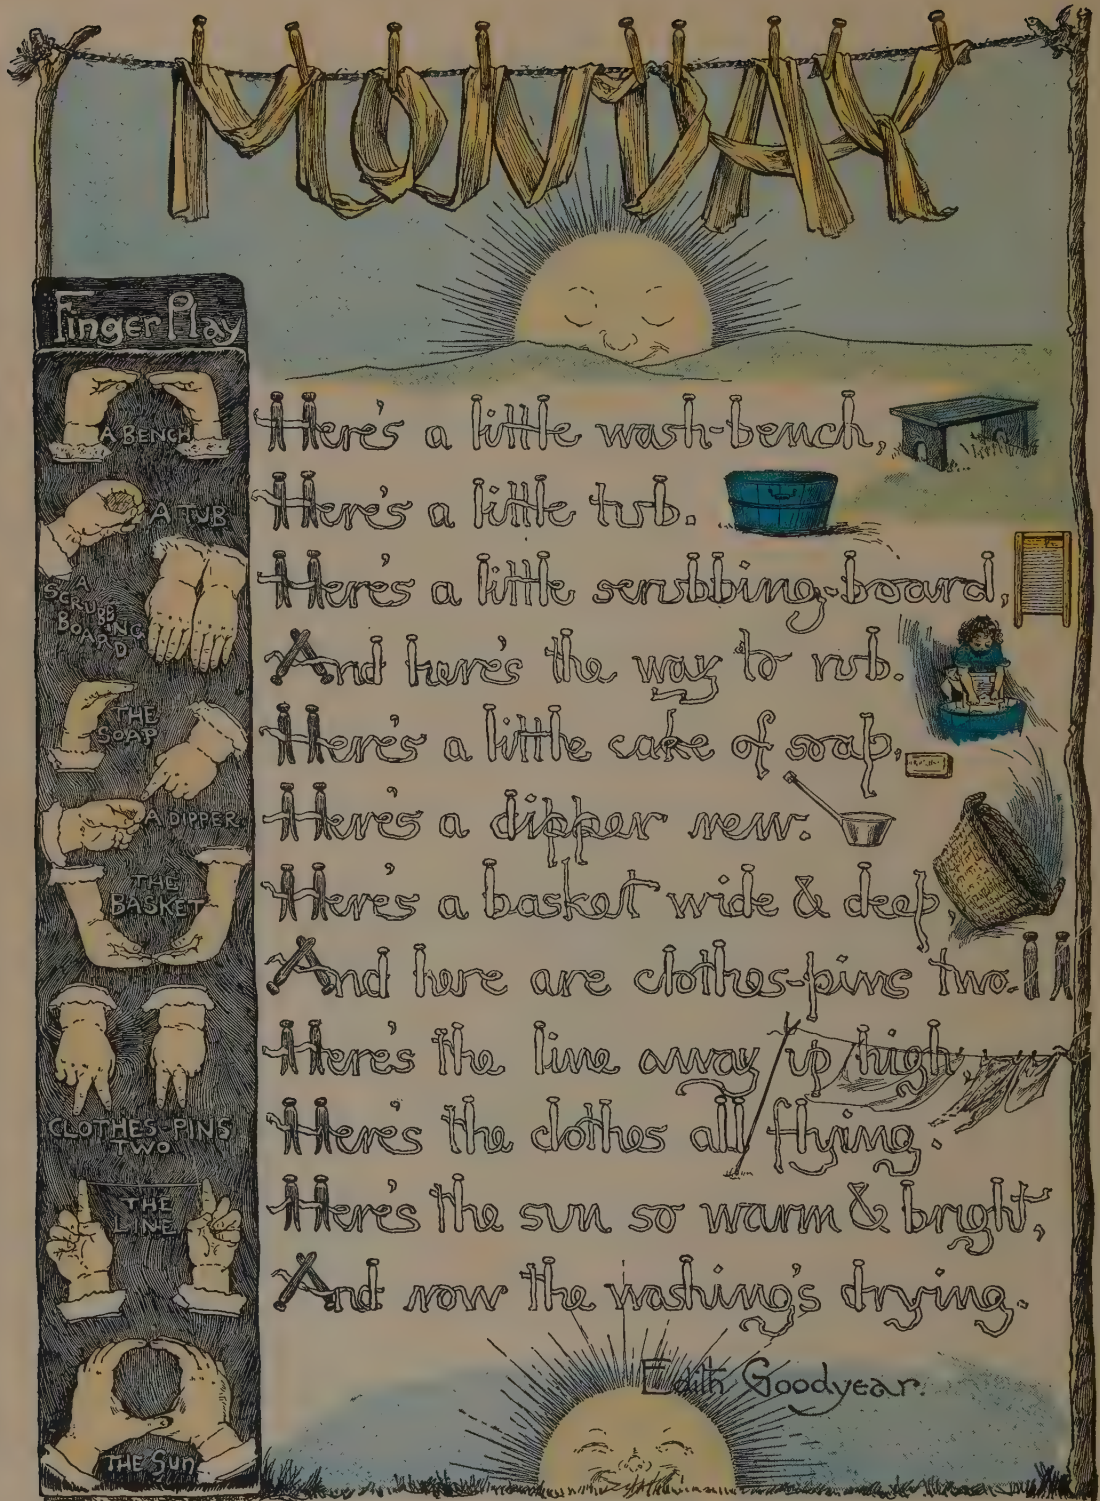 MONDAY
Finger Play
A BENCH
A TUB
A
SCRUBB
BOARING
D
THE
SOAP
A DIPPER
THE
BASKET
CLOTHES-PINS
TWO
THE
LINE
THE SUN
Here's a little wash-bench,
Here's a little tub.
Here's a little scrubbing-board,
And here's the way to rub.
Here's a little cake of soap,
Here's a dipper new.
Here's a basket wide & deep,
And here are clothes-pins two.
Here's the line away up high,
Here's the clothes all flying.
Here's the sun so warm & bright,
And now the washing's drying.
Edith Goodyear.